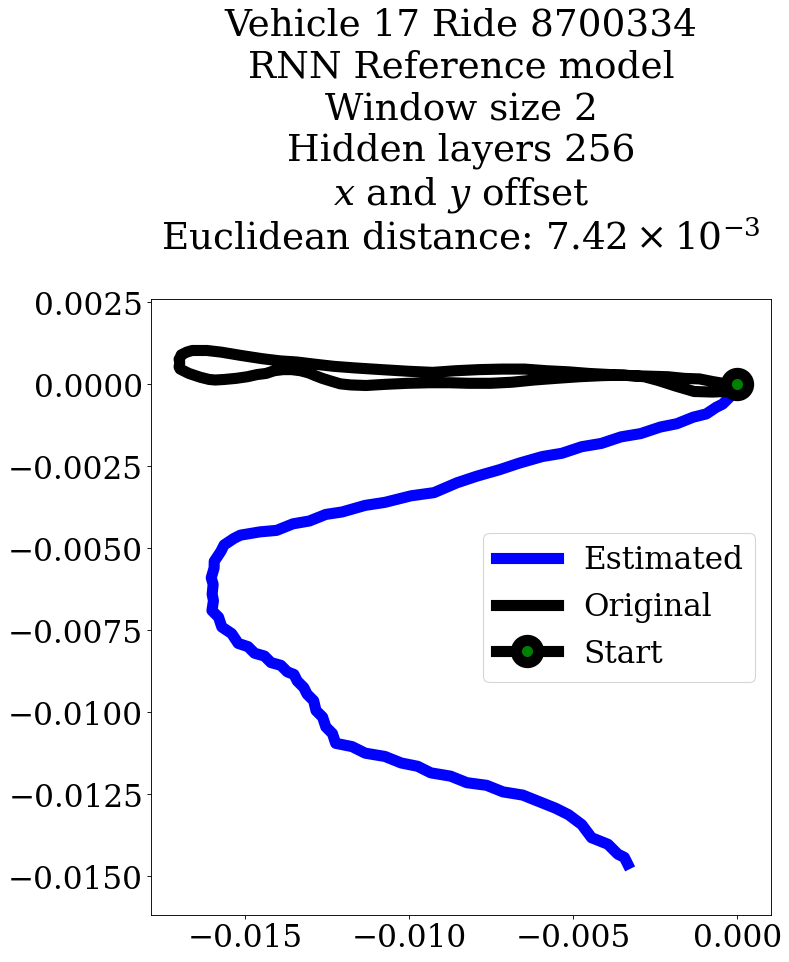 Vehicle 17 Ride 8700334
RNN Reference model
Window size 2
Hidden layers 256
x and y offset
Euclidean distance: 7.42 × 10⁻³
0.0025
0.0000
−0.0025
−0.0050
−0.0075
−0.0100
−0.0125
−0.0150
Estimated
Original
Start
−0.015 −0.010 −0.005 0.000